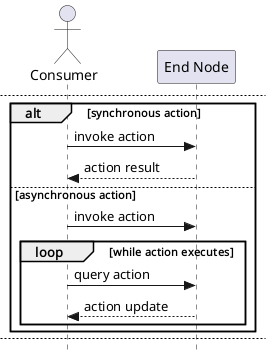 Consumer
End Node
alt [synchronous action]
invoke action
action result
[asynchronous action]
invoke action
loop [while action executes]
query action
action update